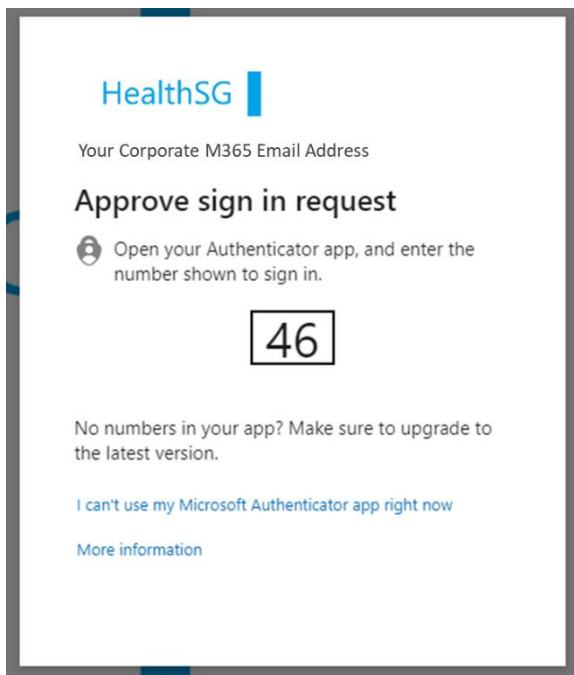 HealthSG
Your Corporate M365 Email Address
Approve sign in request
Open your Authenticator app, and enter the
number shown to sign in.
46
No numbers in your app? Make sure to upgrade to
the latest version.
I can't use my Microsoft Authenticator app right now
More information